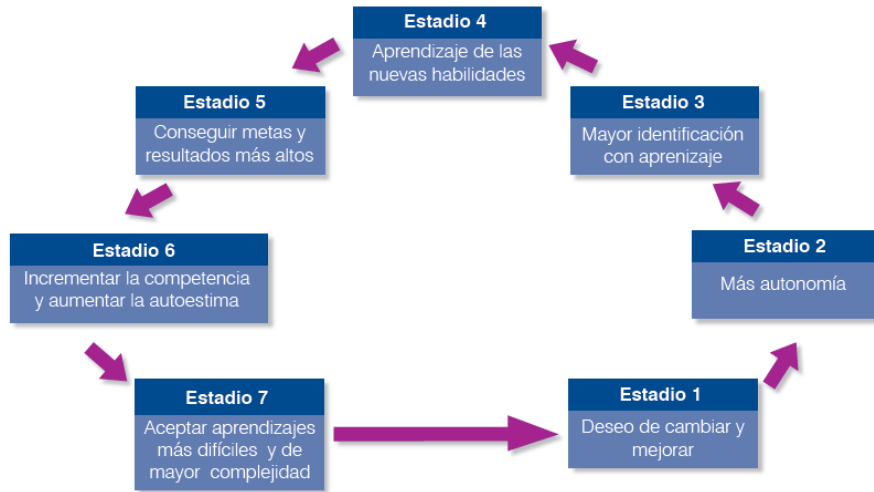 Estadio 4
Aprendizaje de las
nuevas habilidades
Estadio 5
Conseguir metas y
resultados más altos
Estadio 3
Mayor identificación
con aprenizaje
Estadio 6
Incrementar la competencia
y aumentar la autoestima
Estadio 2
Más autonomía
Estadio 7
Aceptar aprendizajes
más difíciles y de
mayor complejidad
Estadio 1
Deseo de cambiar y
mejorar